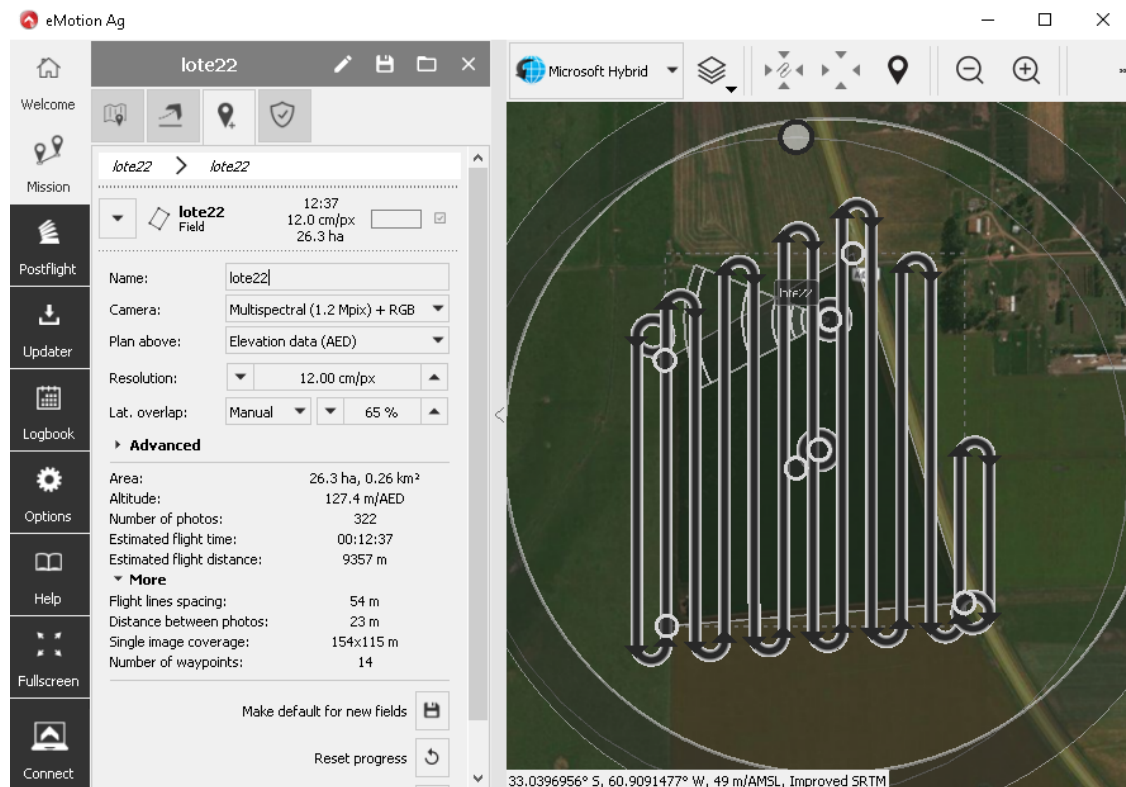 eMotion Ag
Welcome
Mission
Postflight
Updater
Logbook
Options
Help
Fullscreen
Connect
lote22
lote22 > lote22
lote22
Field
12:37
12.0 cm/px
26.3 ha
Name: lote22
Camera: Multispectral (1.2 Mpix) + RGB
Plan above: Elevation data (AED)
Resolution: 12.00 cm/px
Lat. overlap: Manual 65 %
Advanced
Area: 26.3 ha, 0.26 km²
Altitude: 127.4 m/AED
Number of photos: 322
Estimated flight time: 00:12:37
Estimated flight distance: 9357 m
More
Flight lines spacing: 54 m
Distance between photos: 23 m
Single image coverage: 154x115 m
Number of waypoints: 14
Make default for new fields
Reset progress
Microsoft Hybrid
»
lote22
33.0396956° S, 60.9091477° W, 49 m/AMSL, Improved SRTM